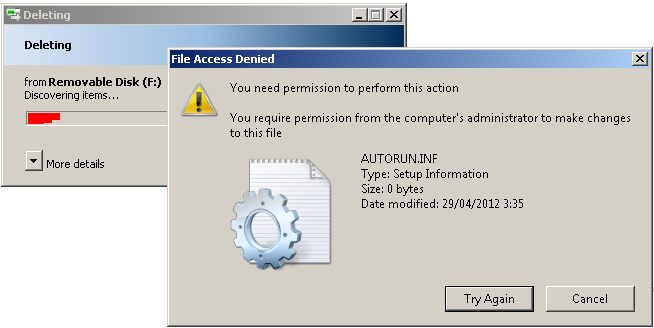 Deleting
Deleting
from Removable Disk (F:)
Discovering items...
More details
File Access Denied
You need permission to perform this action
You require permission from the computer's administrator to make changes
to this file
AUTORUN.INF
Type: Setup Information
Size: 0 bytes
Date modified: 29/04/2012 3:35
Try Again
Cancel